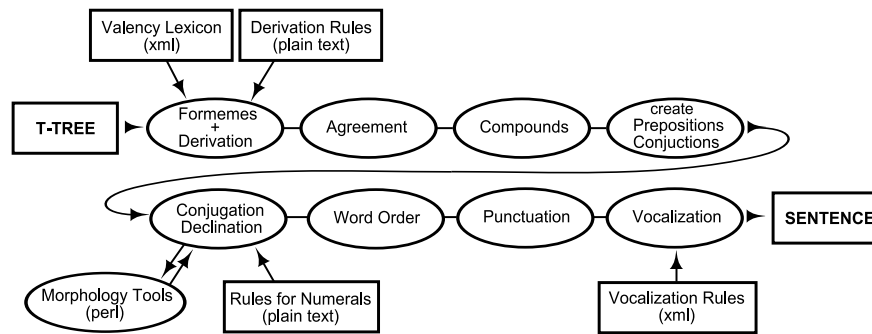 Valency Lexicon
(xml)
Derivation Rules
(plain text)
T-TREE
Formemes
+
Derivation
Agreement
Compounds
create
Prepositions
Conjuctions
Conjugation
Declination
Word Order
Punctuation
Vocalization
SENTENCE
Morphology Tools
(perl)
Rules for Numerals
(plain text)
Vocalization Rules
(xml)